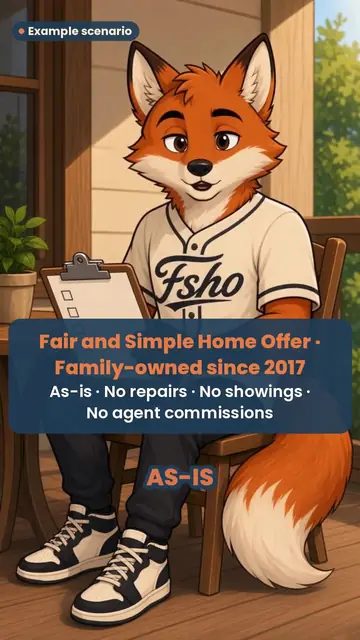 Example scenario
Fsho
Fair and Simple Home Offer ·
Family-owned since 2017
As-is · No repairs · No showings ·
No agent commissions
AS-IS